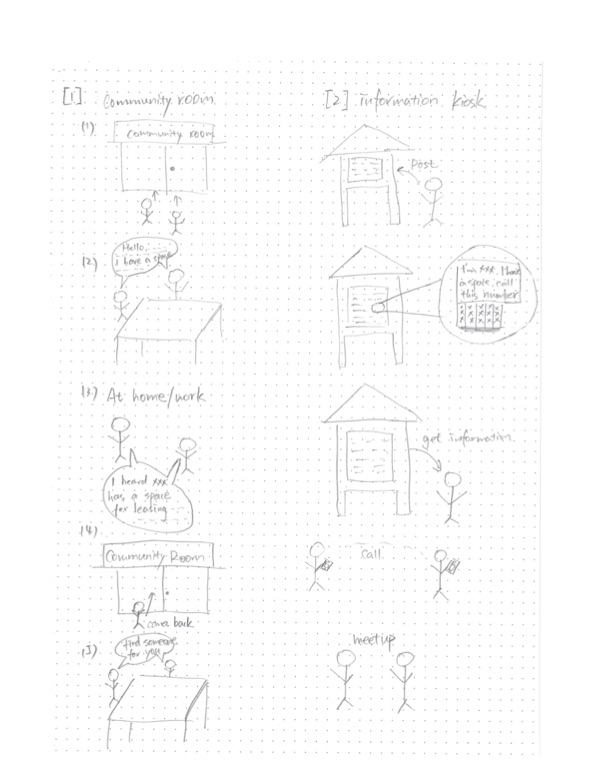 [1] Community room
(1)
Community room
(2)
Hello,
i have a space
(3) At home/work
I heard xxx
has a space
for leasing
(4)
Community Room
come back
(5)
Find someone
for you
[2] information kiosk
Post
I'm xxx. I have
a space. call
this number
get information
call
meetup